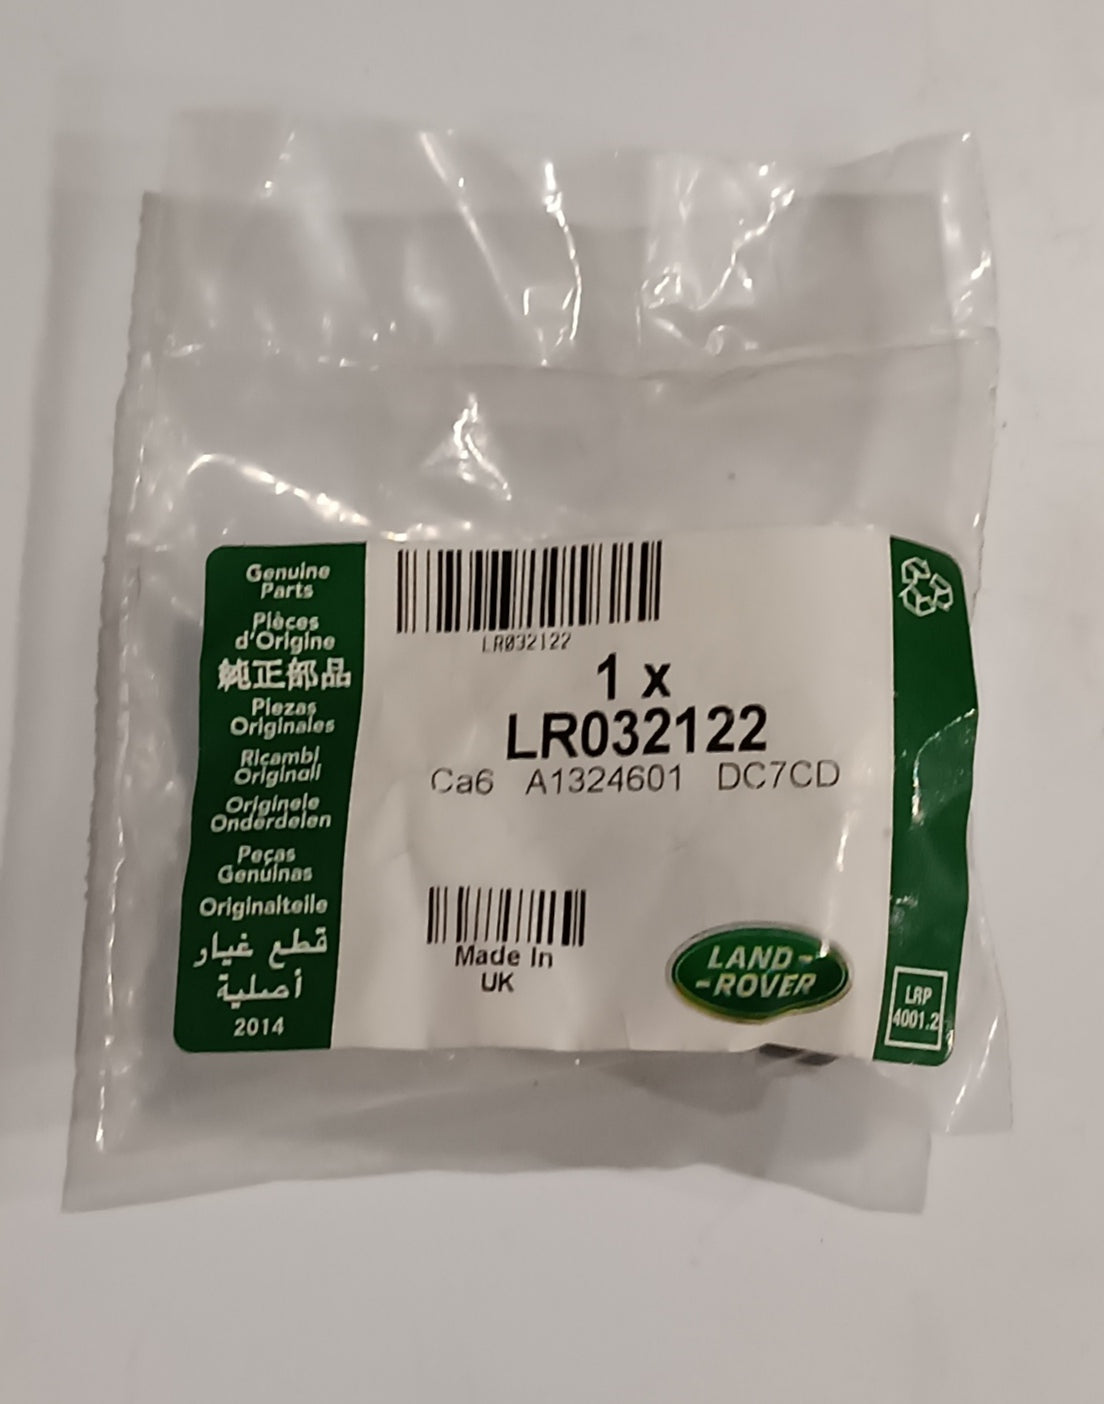 Genuine
Parts
Pièces
d'Origine
純正部品
Piezas
Originales
Ricambi
Originali
Originele
Onderdelen
Peças
Genuínas
Originalteile
قطع غيار
أصلية
2014
LR032122
1 x
LR032122
Ca6 A1324601 DC7CD
Made In
UK
LAND-
-ROVER
LRP
4001.2